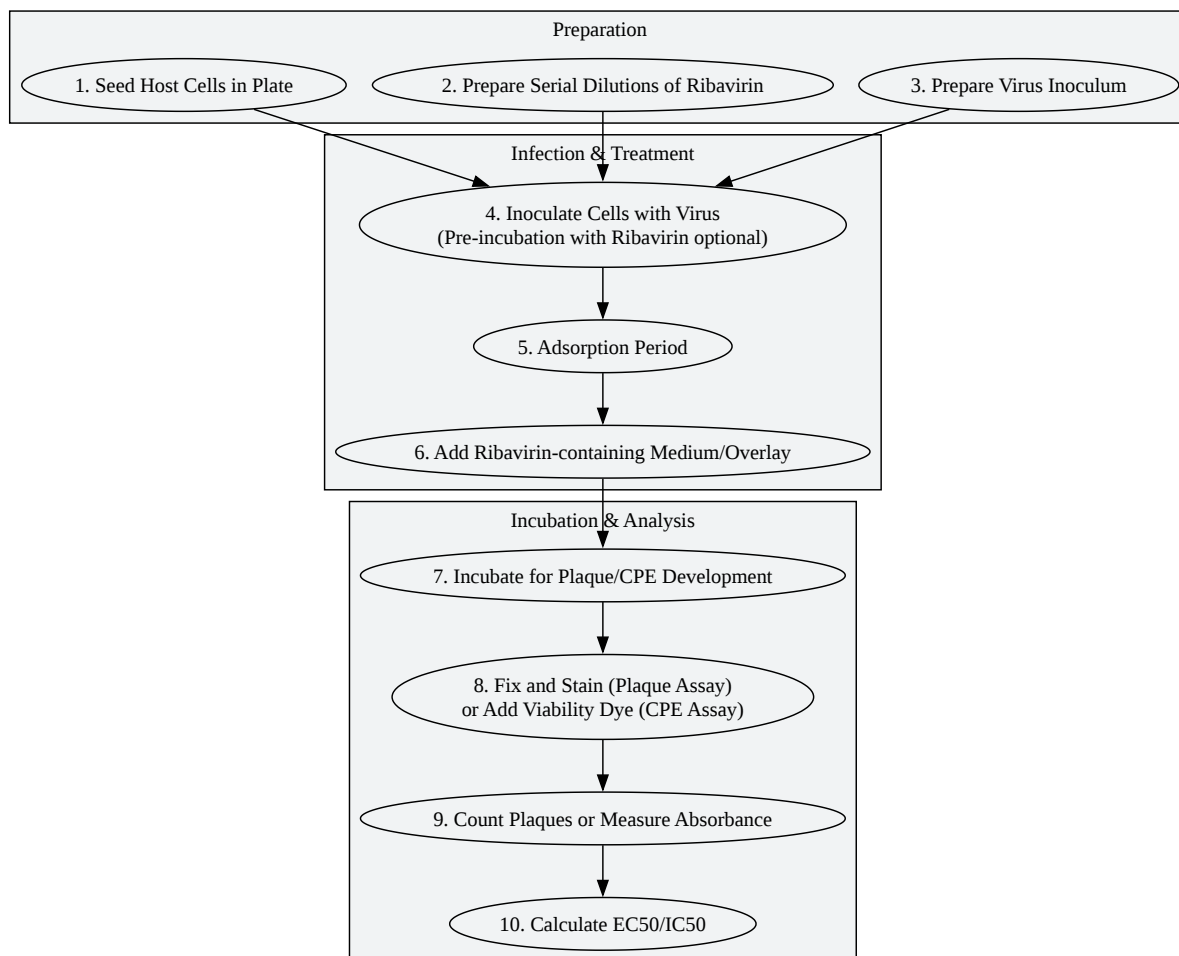 Preparation
1. Seed Host Cells in Plate
2. Prepare Serial Dilutions of Ribavirin
3. Prepare Virus Inoculum
Infection & Treatment
4. Inoculate Cells with Virus
(Pre-incubation with Ribavirin optional)
5. Adsorption Period
6. Add Ribavirin-containing Medium/Overlay
Incubation & Analysis
7. Incubate for Plaque/CPE Development
8. Fix and Stain (Plaque Assay)
or Add Viability Dye (CPE Assay)
9. Count Plaques or Measure Absorbance
10. Calculate EC50/IC50